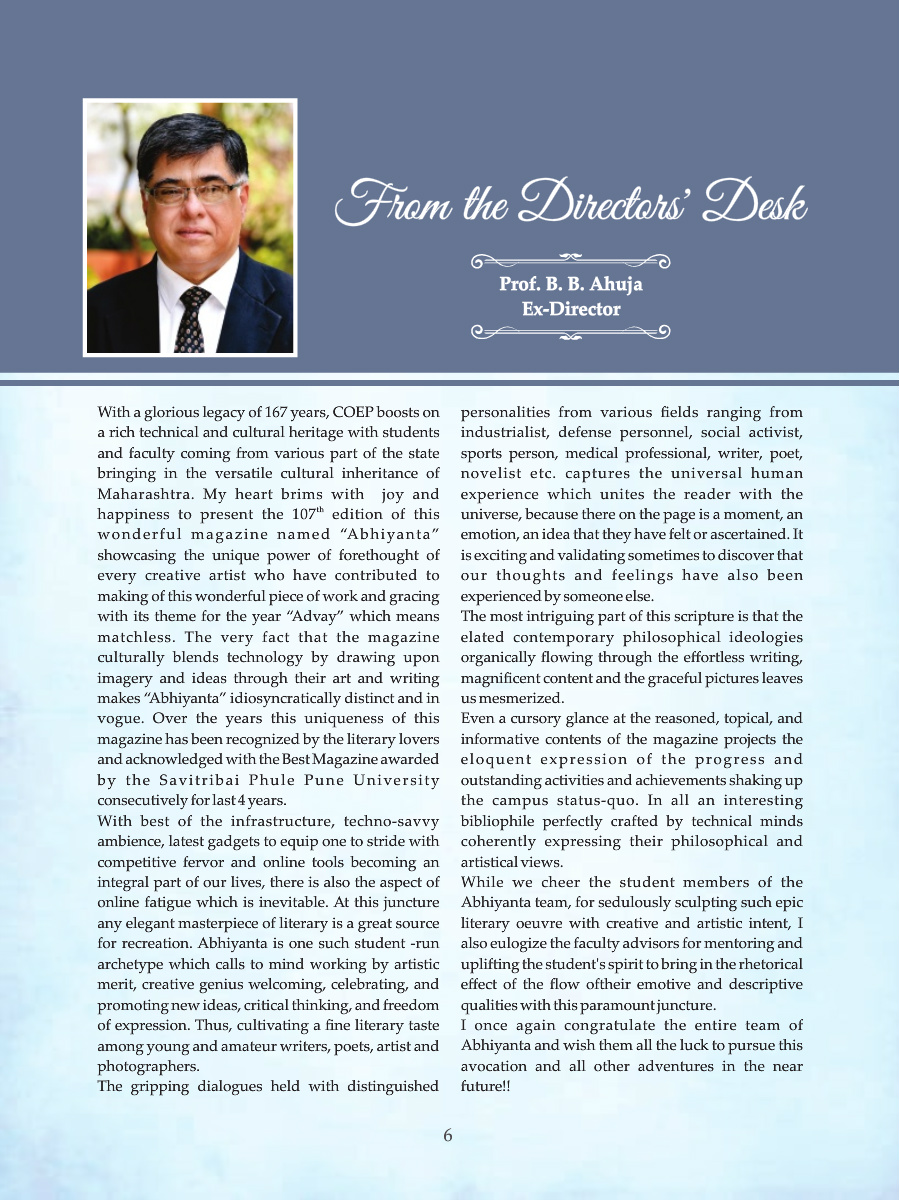 From the Directors' Desk
Prof. B. B. Ahuja
Ex-Director
With a glorious legacy of 167 years, COEP boosts on
a rich technical and cultural heritage with students
and faculty coming from various part of the state
bringing in the versatile cultural inheritance of
Maharashtra. My heart brims with joy and
happiness to present the 107th edition of this
wonderful magazine named “Abhiyanta”
showcasing the unique power of forethought of
every creative artist who have contributed to
making of this wonderful piece of work and gracing
with its theme for the year “Advay” which means
matchless. The very fact that the magazine
culturally blends technology by drawing upon
imagery and ideas through their art and writing
makes “Abhiyanta” idiosyncratically distinct and in
vogue. Over the years this uniqueness of this
magazine has been recognized by the literary lovers
and acknowledged with the Best Magazine awarded
by the Savitribai Phule Pune University
consecutively for last 4 years.
With best of the infrastructure, techno-savvy
ambience, latest gadgets to equip one to stride with
competitive fervor and online tools becoming an
integral part of our lives, there is also the aspect of
online fatigue which is inevitable. At this juncture
any elegant masterpiece of literary is a great source
for recreation. Abhiyanta is one such student -run
archetype which calls to mind working by artistic
merit, creative genius welcoming, celebrating, and
promoting new ideas, critical thinking, and freedom
of expression. Thus, cultivating a fine literary taste
among young and amateur writers, poets, artist and
photographers.
The gripping dialogues held with distinguished
personalities from various fields ranging from
industrialist, defense personnel, social activist,
sports person, medical professional, writer, poet,
novelist etc. captures the universal human
experience which unites the reader with the
universe, because there on the page is a moment, an
emotion, an idea that they have felt or ascertained. It
is exciting and validating sometimes to discover that
our thoughts and feelings have also been
experienced by someone else.
The most intriguing part of this scripture is that the
elated contemporary philosophical ideologies
organically flowing through the effortless writing,
magnificent content and the graceful pictures leaves
us mesmerized.
Even a cursory glance at the reasoned, topical, and
informative contents of the magazine projects the
eloquent expression of the progress and
outstanding activities and achievements shaking up
the campus status-quo. In all an interesting
bibliophile perfectly crafted by technical minds
coherently expressing their philosophical and
artistical views.
While we cheer the student members of the
Abhiyanta team, for sedulously sculpting such epic
literary oeuvre with creative and artistic intent, I
also eulogize the faculty advisors for mentoring and
uplifting the student's spirit to bring in the rhetorical
effect of the flow oftheir emotive and descriptive
qualities with this paramount juncture.
I once again congratulate the entire team of
Abhiyanta and wish them all the luck to pursue this
avocation and all other adventures in the near
future!!
6